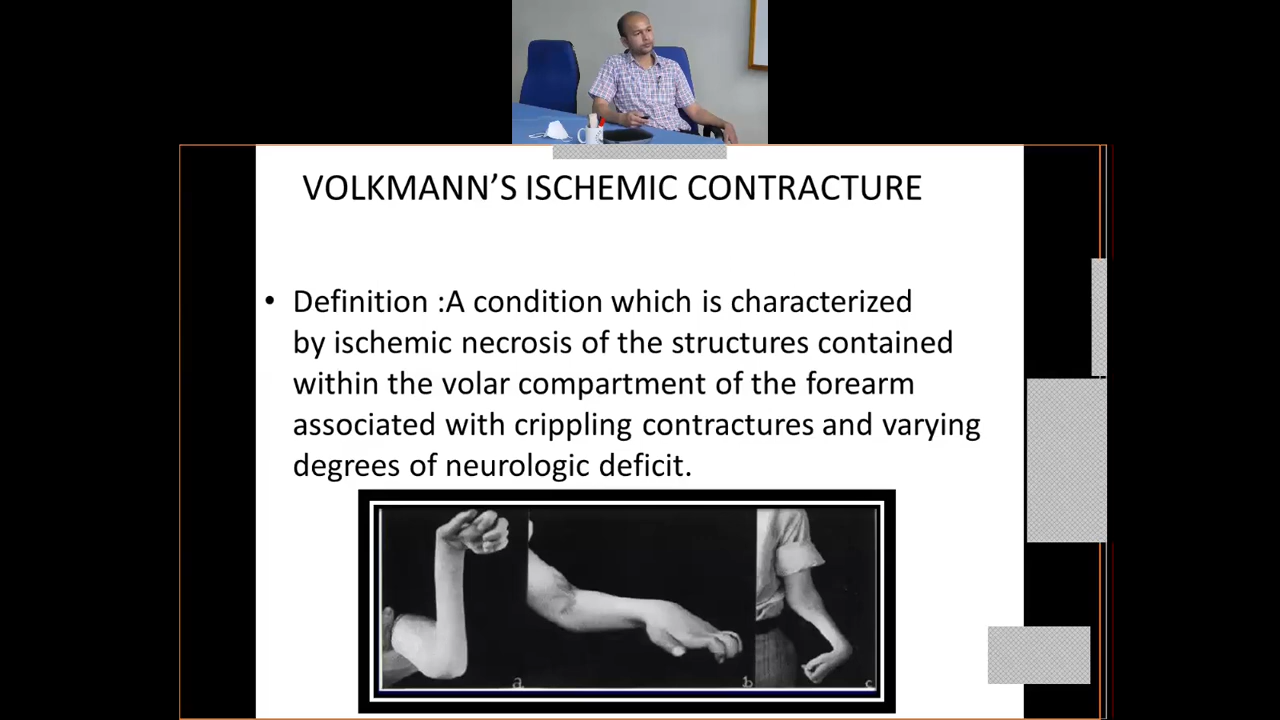 VOLKMANN’S ISCHEMIC CONTRACTURE
• Definition :A condition which is characterized
by ischemic necrosis of the structures contained
within the volar compartment of the forearm
associated with crippling contractures and varying
degrees of neurologic deficit.
a
b
c